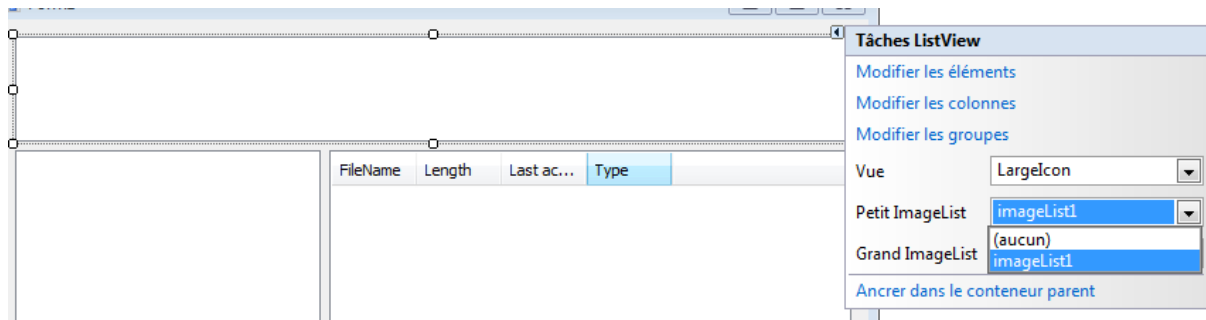 FileName Length Last ac... Type
Tâches ListView
Modifier les éléments
Modifier les colonnes
Modifier les groupes
Vue LargeIcon
Petit ImageList imageList1
(aucun)
Grand ImageList imageList1
Ancrer dans le conteneur parent